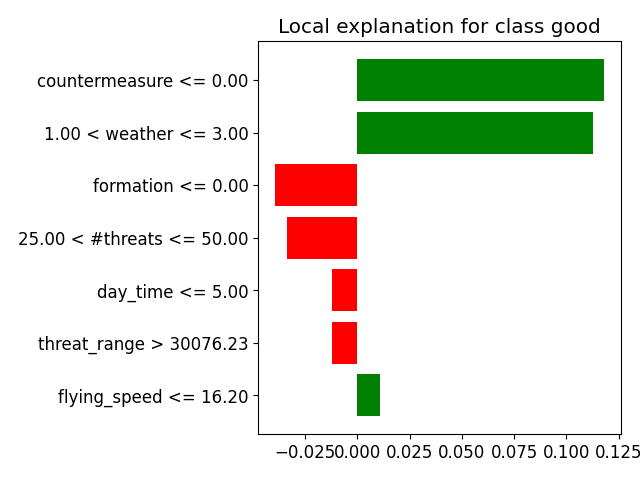 Local explanation for class good
countermeasure <= 0.00
1.00 < weather <= 3.00
formation <= 0.00
25.00 < #threats <= 50.00
day_time <= 5.00
threat_range > 30076.23
flying_speed <= 16.20
−0.025 0.000 0.025 0.050 0.075 0.100 0.125